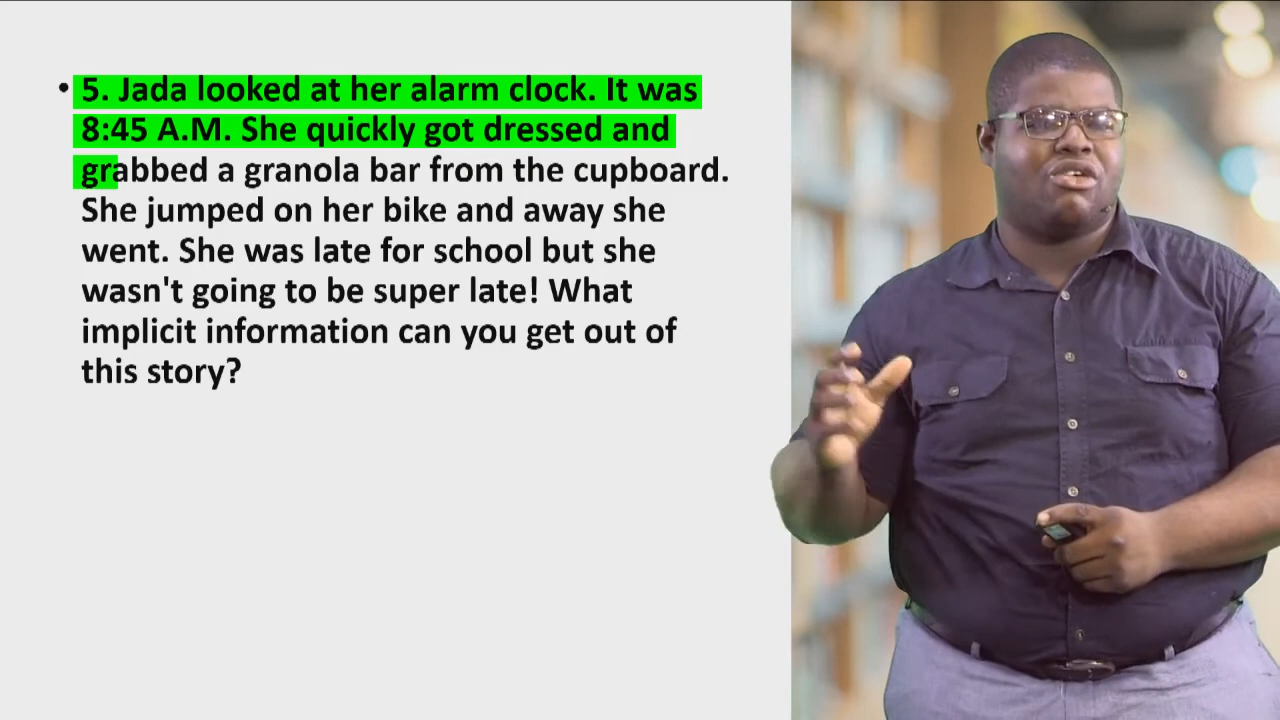 • 5. Jada looked at her alarm clock. It was
8:45 A.M. She quickly got dressed and
grabbed a granola bar from the cupboard.
She jumped on her bike and away she
went. She was late for school but she
wasn't going to be super late! What
implicit information can you get out of
this story?